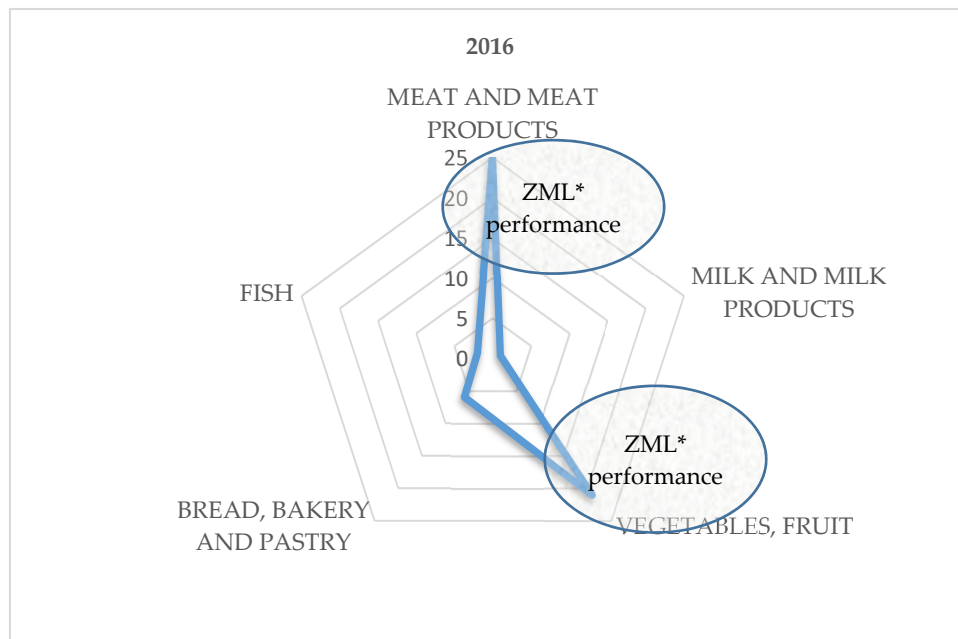 2016
MEAT AND MEAT
PRODUCTS
25
20
15
10
5
0
ZML*
performance
MILK AND MILK
PRODUCTS
FISH
ZML*
performance
VEGETABLES, FRUIT
BREAD, BAKERY
AND PASTRY